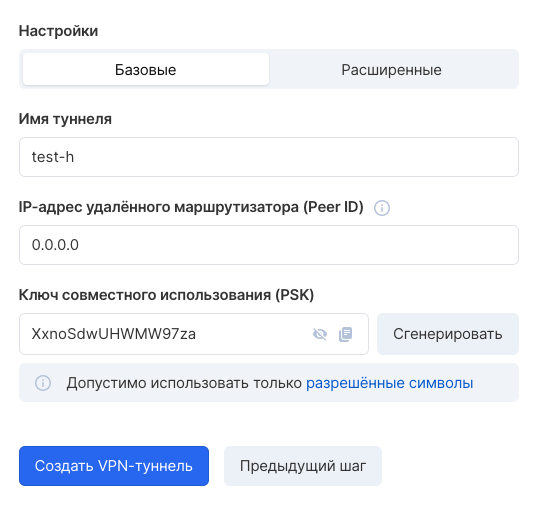 Настройки
Базовые
Расширенные
Имя туннеля
test-h
IP-адрес удалённого маршрутизатора (Peer ID)
0.0.0.0
Ключ совместного использования (PSK)
XxnoSdwUHWMW97za
Сгенерировать
Допустимо использовать только разрешённые символы
Создать VPN-туннель
Предыдущий шаг